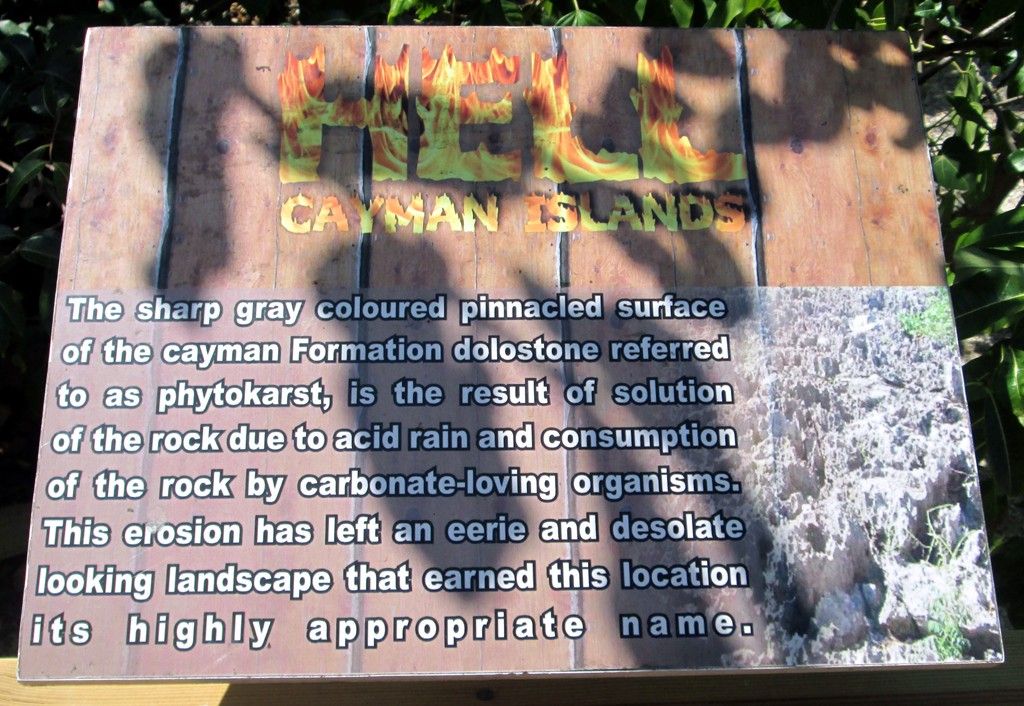 HELL
CAYMAN ISLANDS
The sharp gray coloured pinnacled surface
of the cayman Formation dolostone referred
to as phytokarst, is the result of solution
of the rock due to acid rain and consumption
of the rock by carbonate-loving organisms.
This erosion has left an eerie and desolate
looking landscape that earned this location
its highly appropriate name.